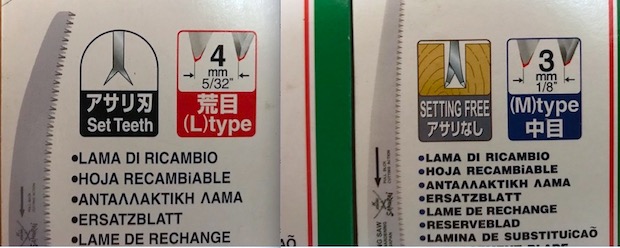 アサリ刃
Set Teeth
4
mm
5/32"
荒目
(L)type
•LAMA DI RICAMBIO
•HOJA RECAMBiABLE
•ΑΝΤΑΛΛΑΚΤΙΚΗ ΛΑΜΑ
•ERSATZBLATT
•LAME DE RECHANGE
SETTING FREE
アサリなし
3
mm
1/8"
(M)type
中目
•LAMA DI RICAMBIO
•HOJA RECAMBiABLE
•ΑΝΤΑΛΛΑΚΤΙΚΗ ΛΑΜΑ
•ERSATZBLATT
•LAME DE RECHANGE
•RESERVEBLAD
•LAMINA DE SUBSTITUiCAÕ